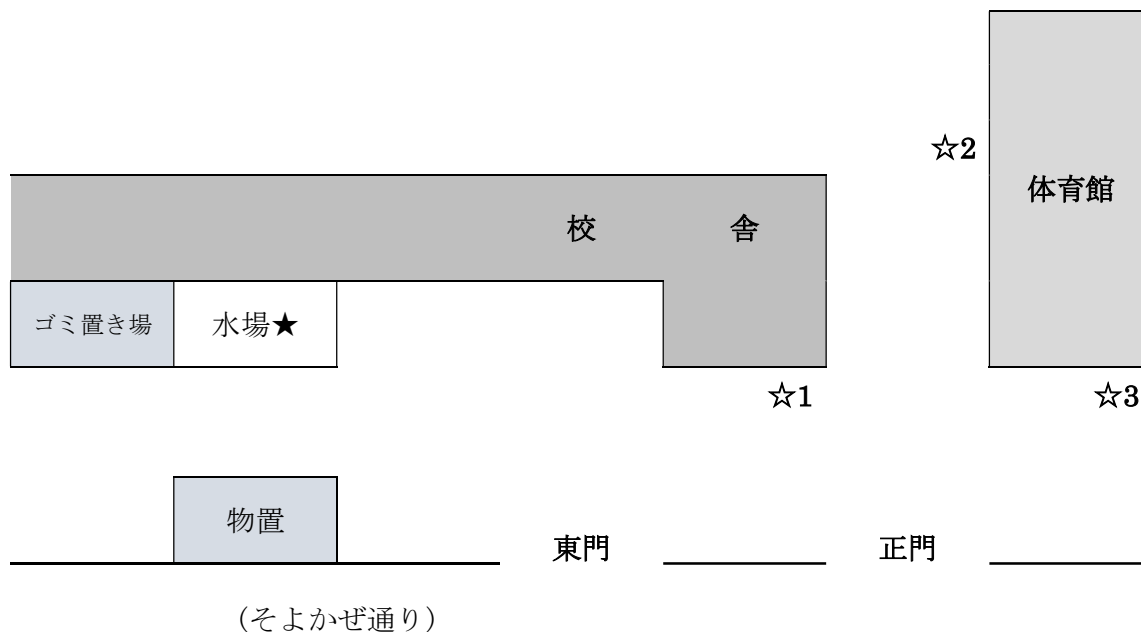 ☆2
体育館
校 舎
ゴミ置き場
水場★
☆1
☆3
物置
東門
正門
（そよかぜ通り）